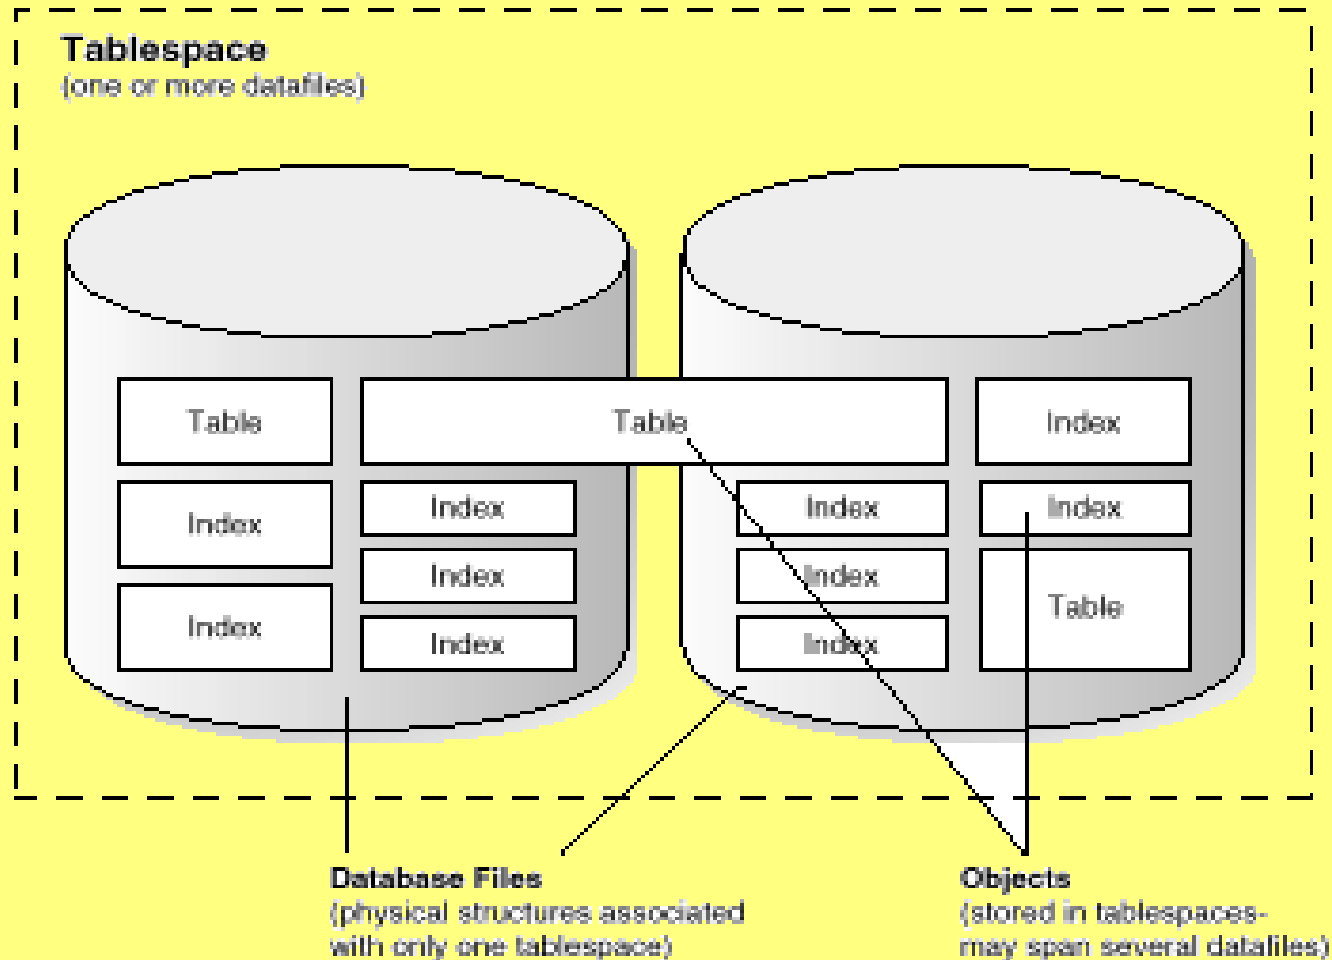 Tablespace
(one or more datafiles)
Table
Table
Index
Index
Index
Index
Index
Index
Index
Index
Index
Index
Index
Table
Database Files
(physical structures associated
with only one tablespace)
Objects
(stored in tablespaces-
may span several datafiles)